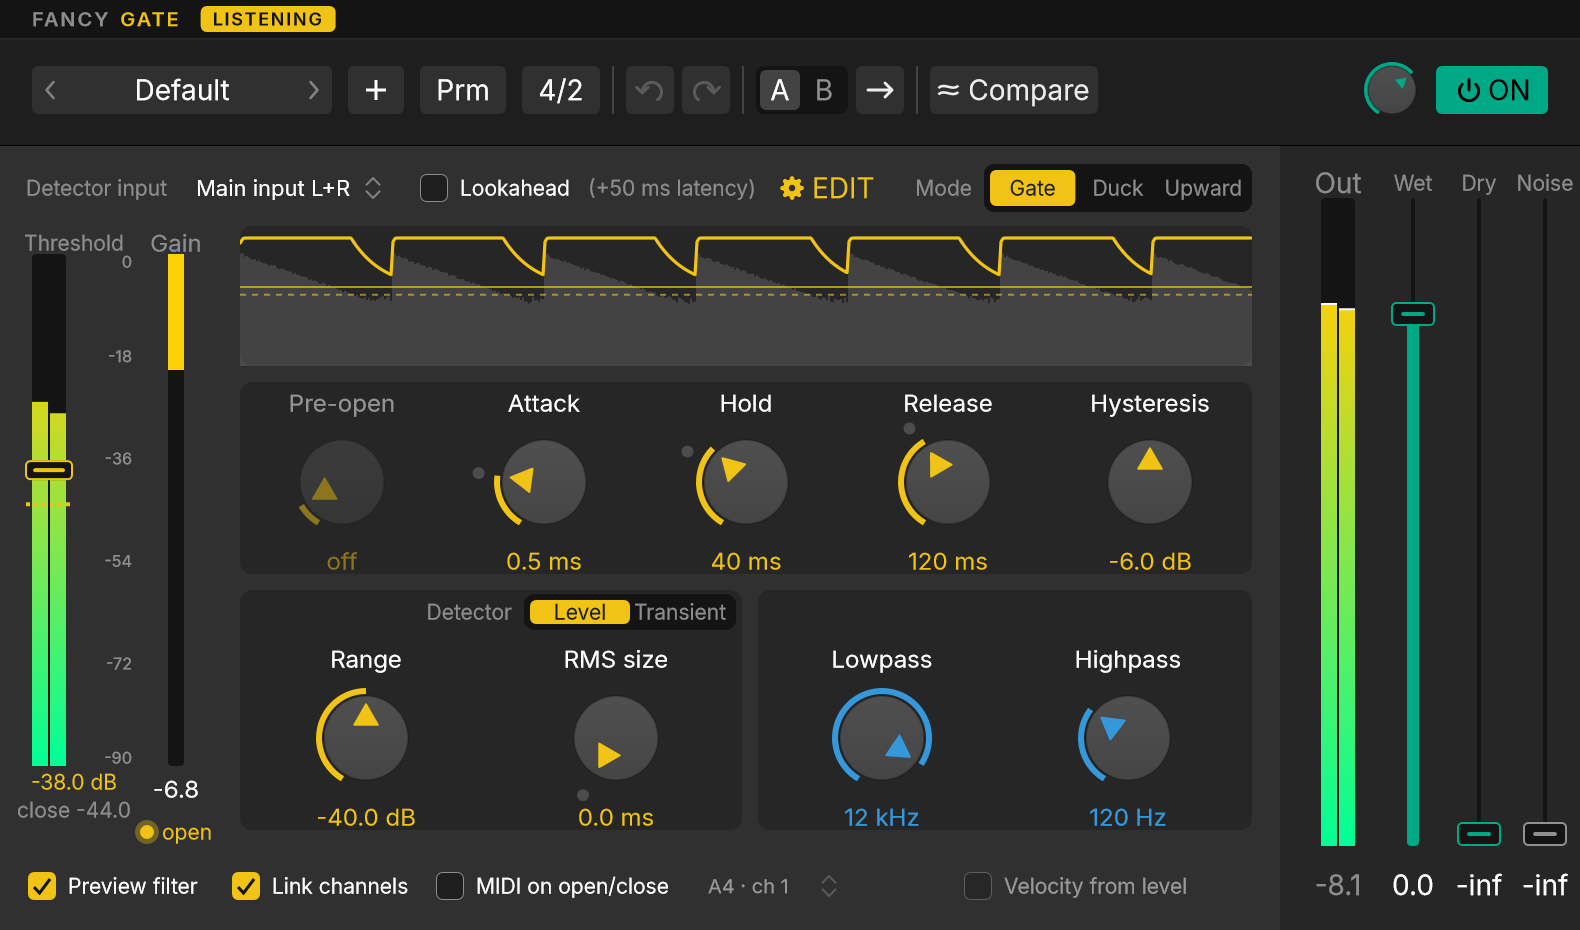 FANCY GATE LISTENING
Default + Prm 4/2 A B → ≈ Compare ON
Detector input Main input L+R Lookahead (+50 ms latency) EDIT Mode Gate Duck Upward
Out Wet Dry Noise
Threshold Gain
0
-18
-36
-54
-72
-90
-38.0 dB
close -44.0
-6.8
open
Pre-open Attack Hold Release Hysteresis
off 0.5 ms 40 ms 120 ms -6.0 dB
Detector Level Transient
Range RMS size
-40.0 dB 0.0 ms
Lowpass Highpass
12 kHz 120 Hz
Preview filter Link channels MIDI on open/close A4 · ch 1 Velocity from level
-8.1 0.0 -inf -inf